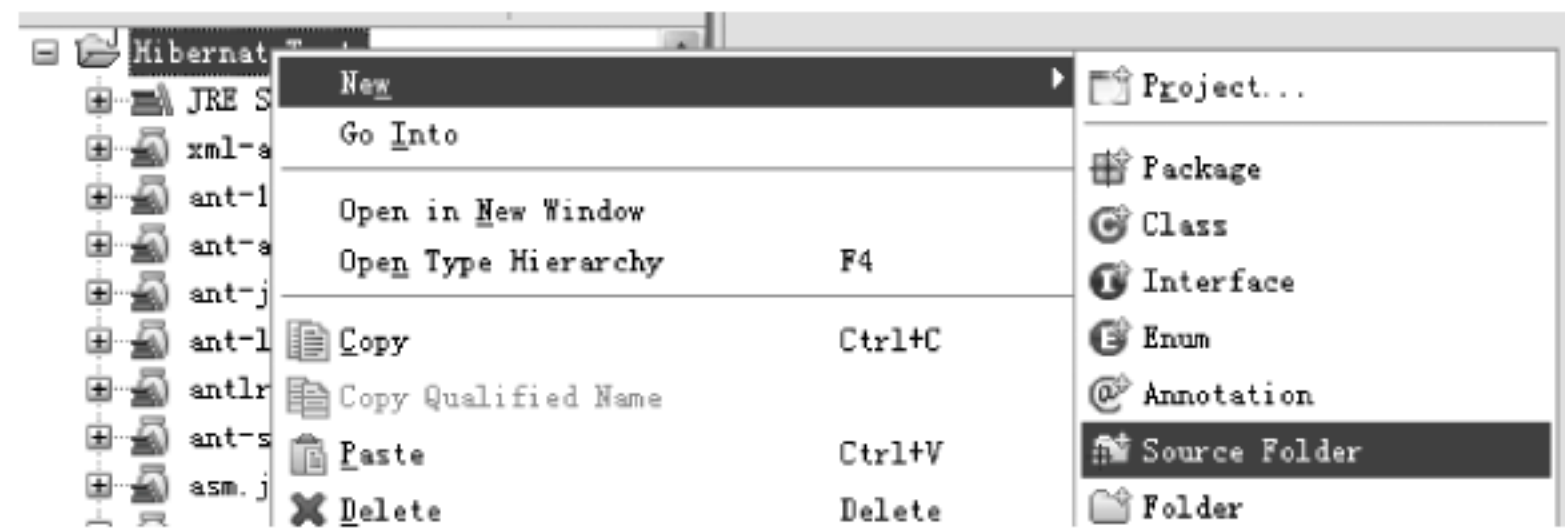 Hibernat
JRE S
xml-a
ant-l
ant-a
ant-j
ant-l
antlr
ant-s
asm.j
New
Go Into
Open in New Window
Open Type Hierarchy F4
Copy Ctrl+C
Copy Qualified Name
Paste Ctrl+V
Delete Delete
Project...
Package
Class
Interface
Enum
Annotation
Source Folder
Folder